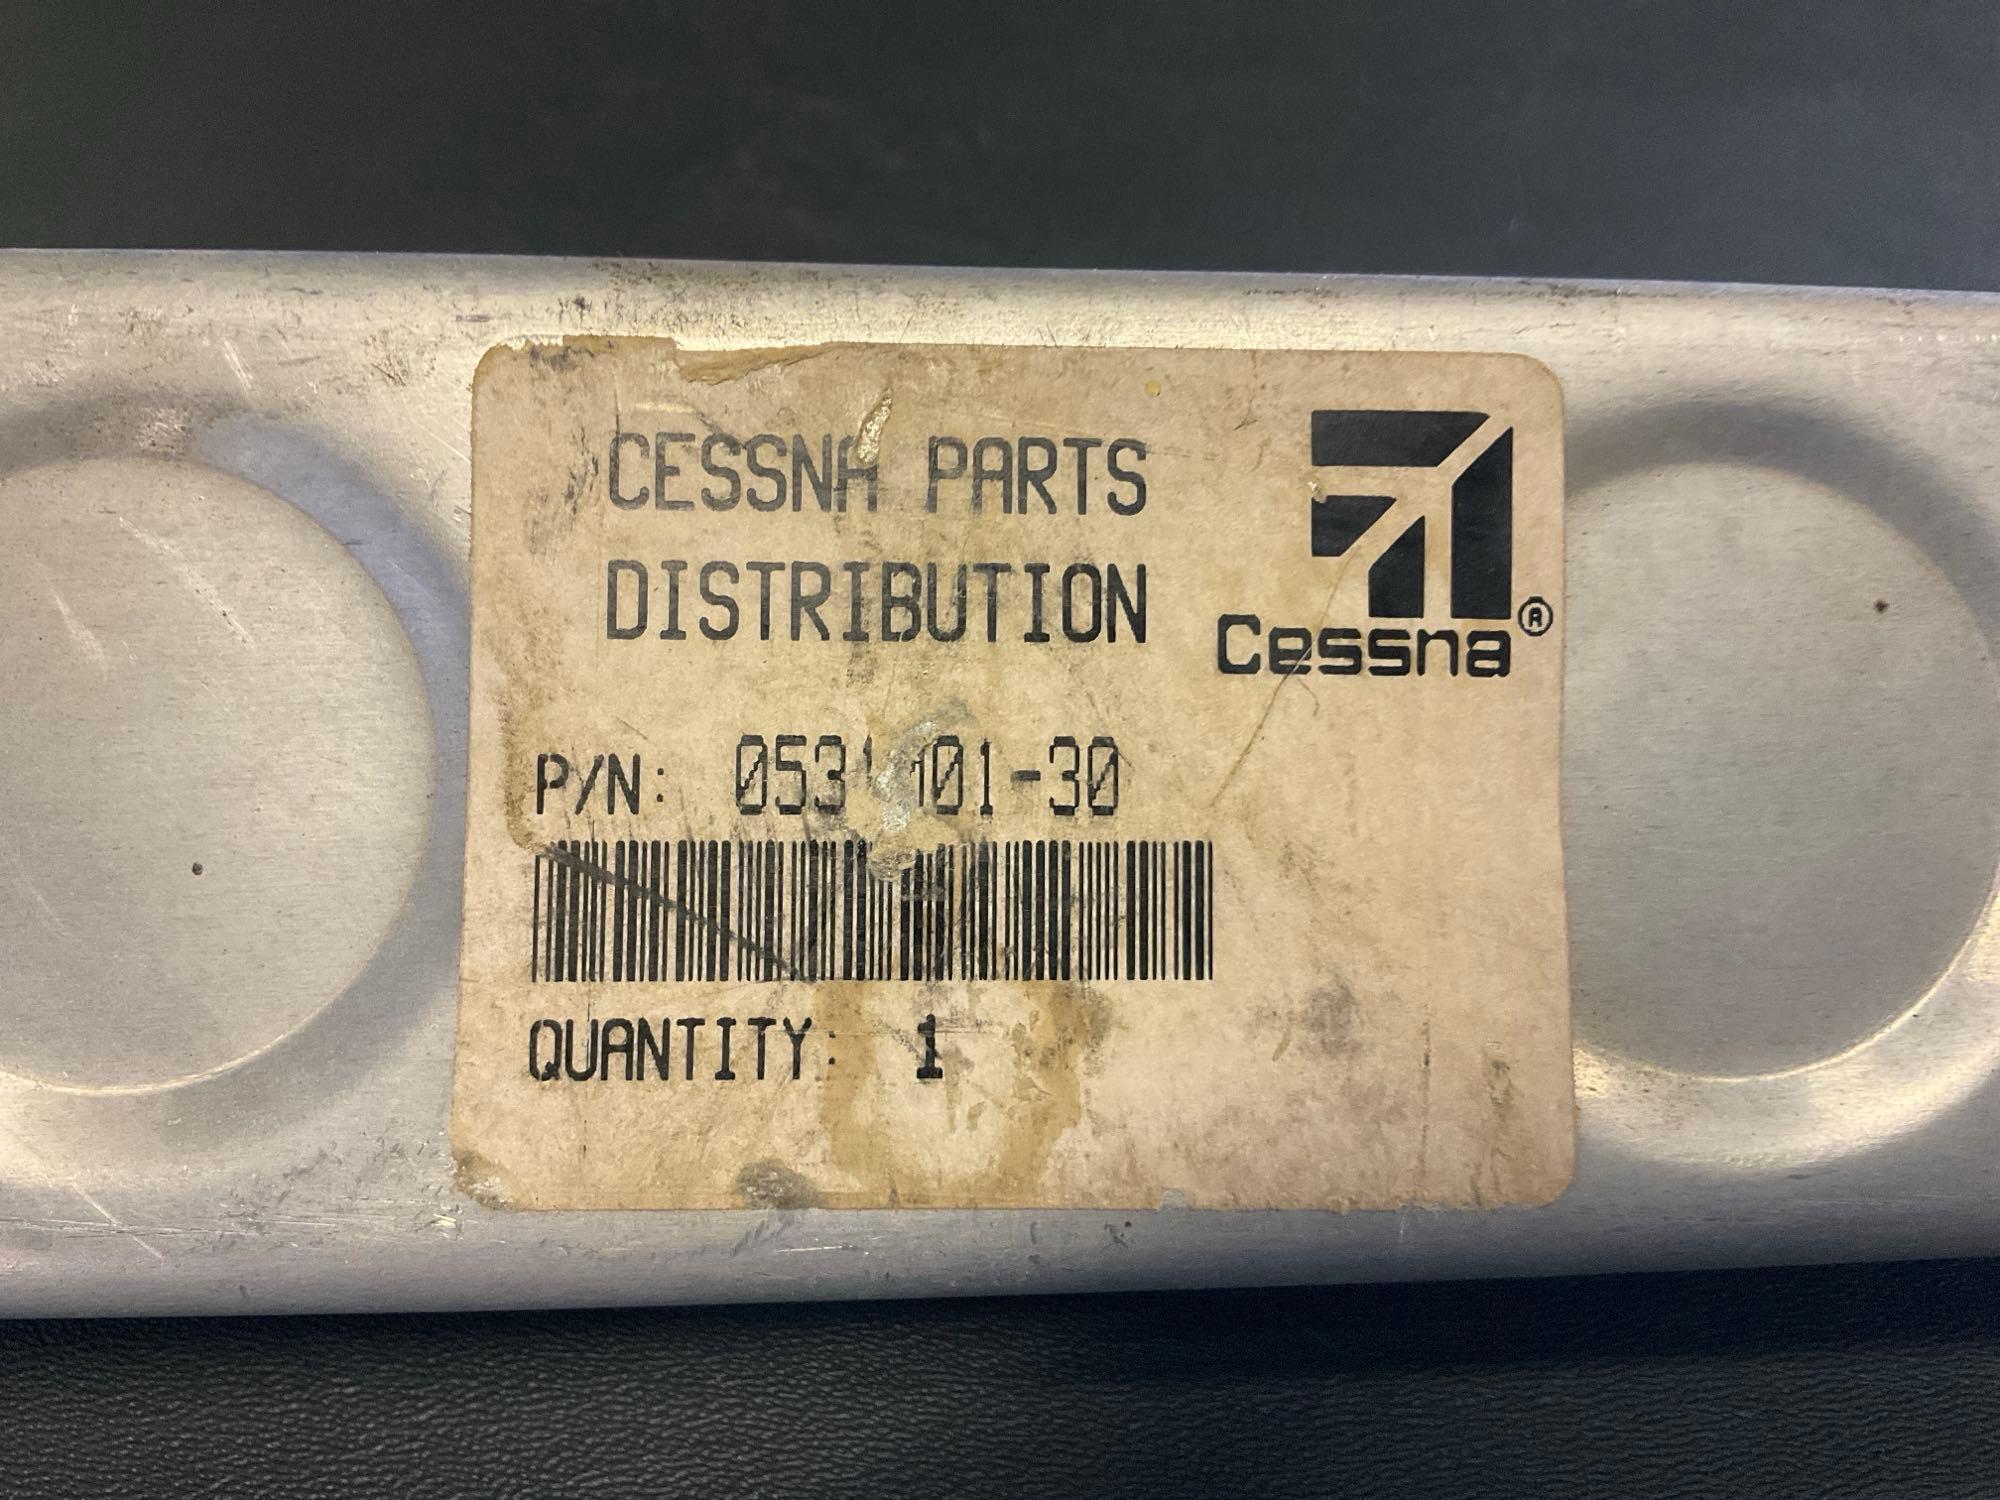 CESSNA PARTS
DISTRIBUTION
Cessna®
P/N:
QUANTITY: 1